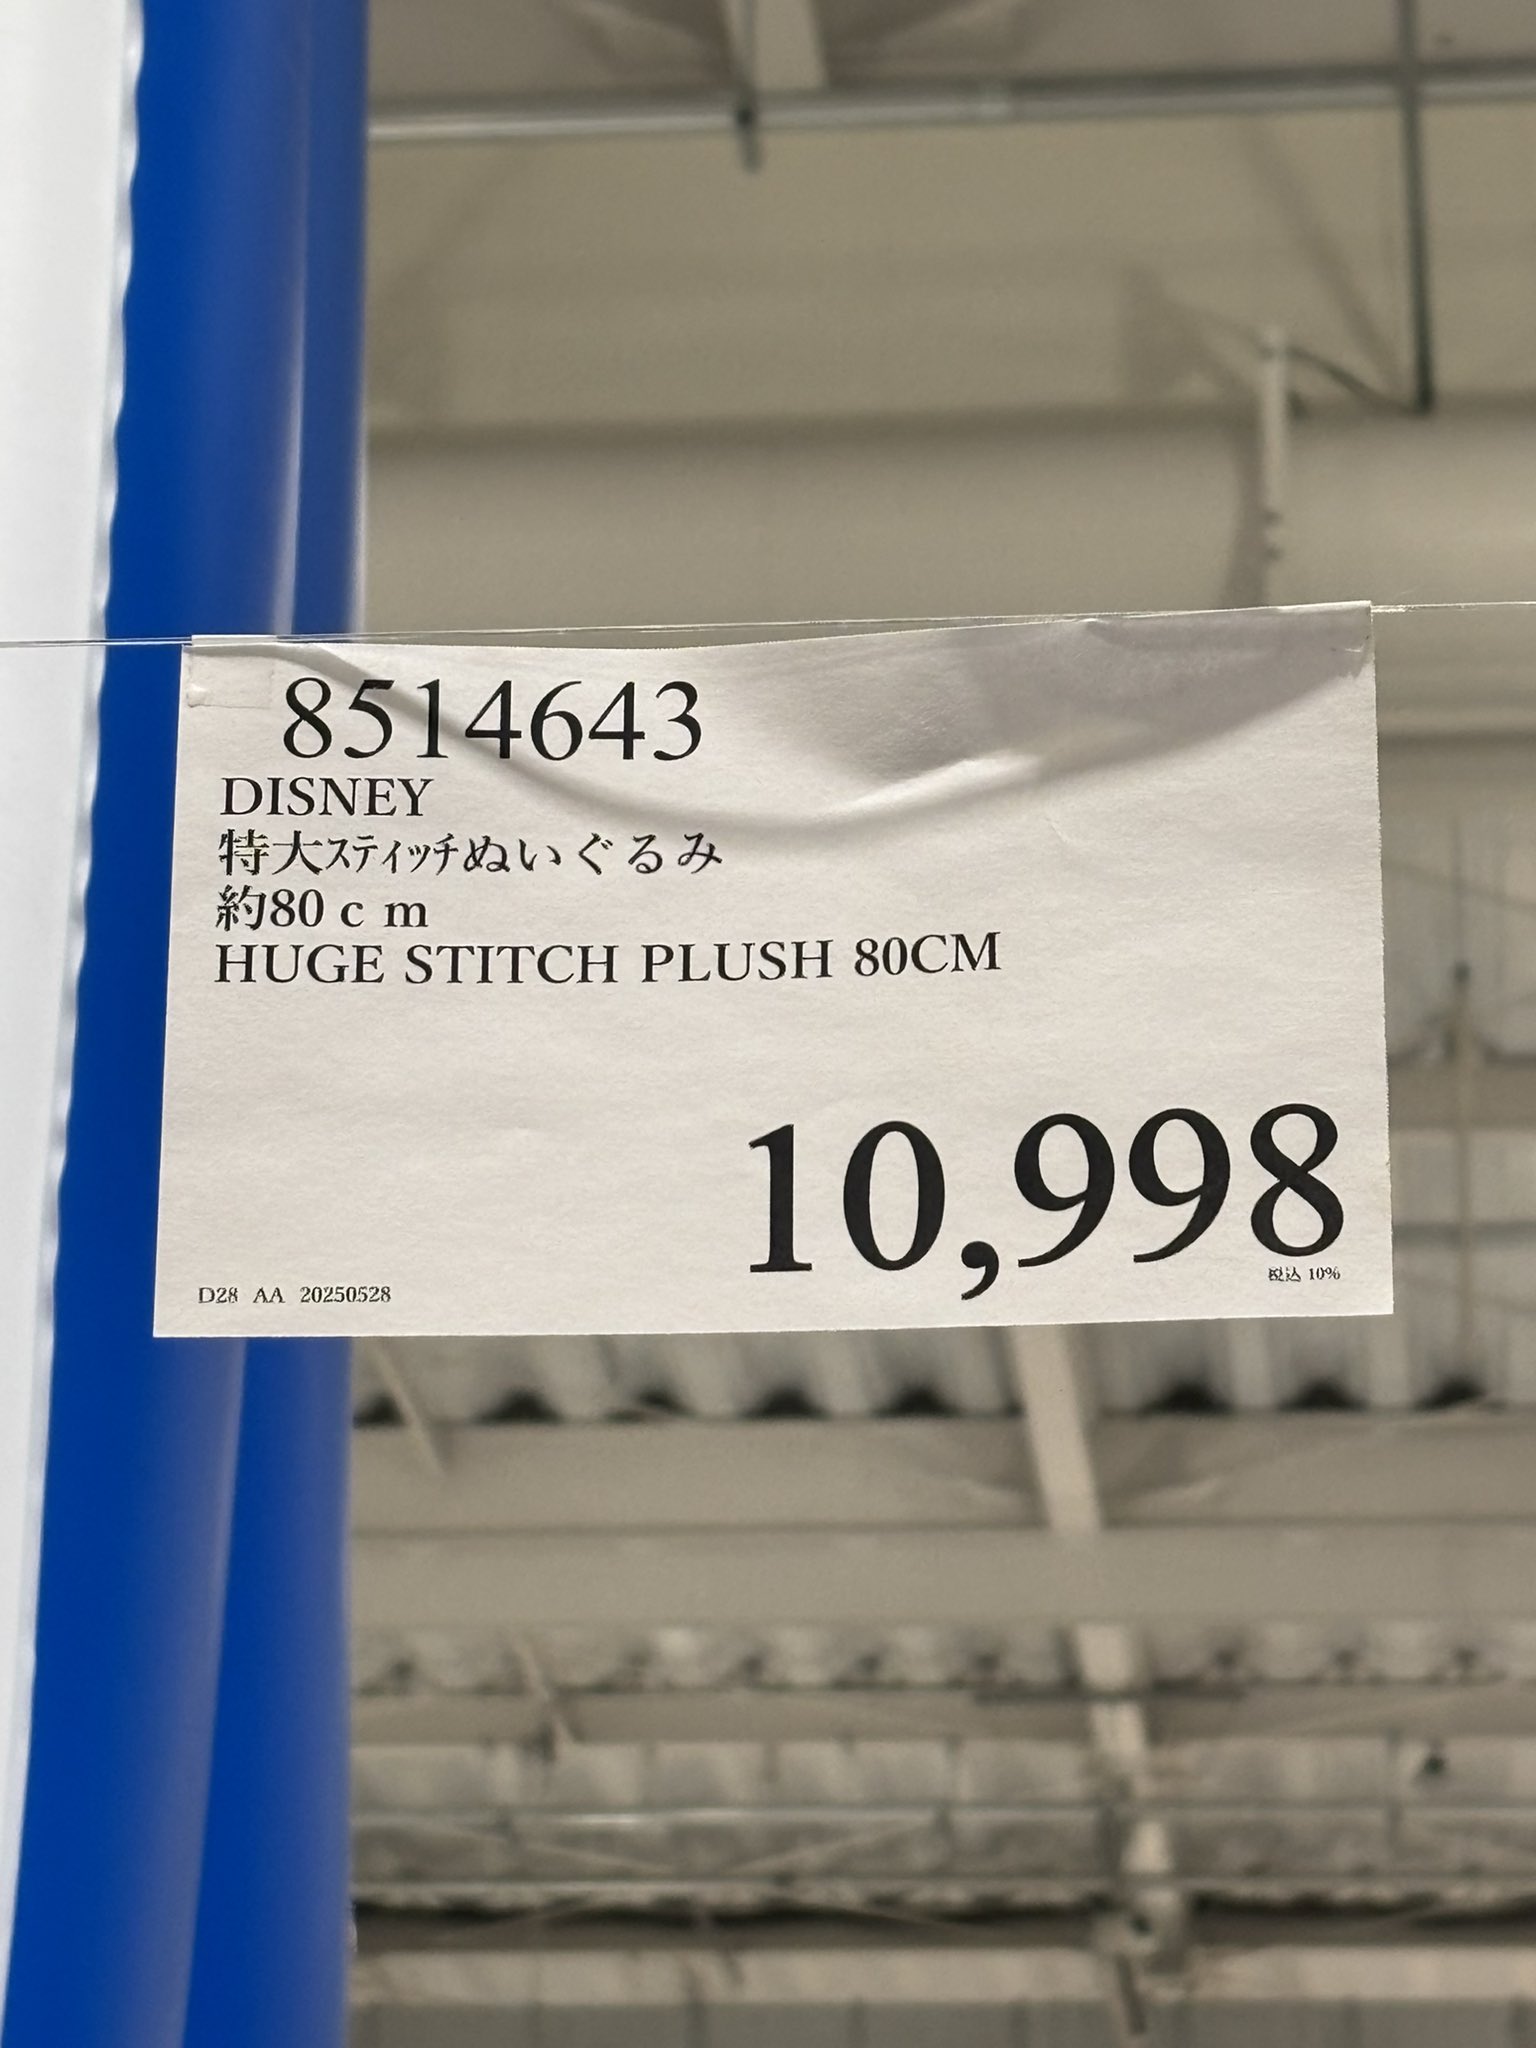 8514643
DISNEY
特大ｽﾃｨｯﾁぬいぐるみ
約80ｃｍ
HUGE STITCH PLUSH 80CM
10,998
税込 10%
D28 AA 20250528